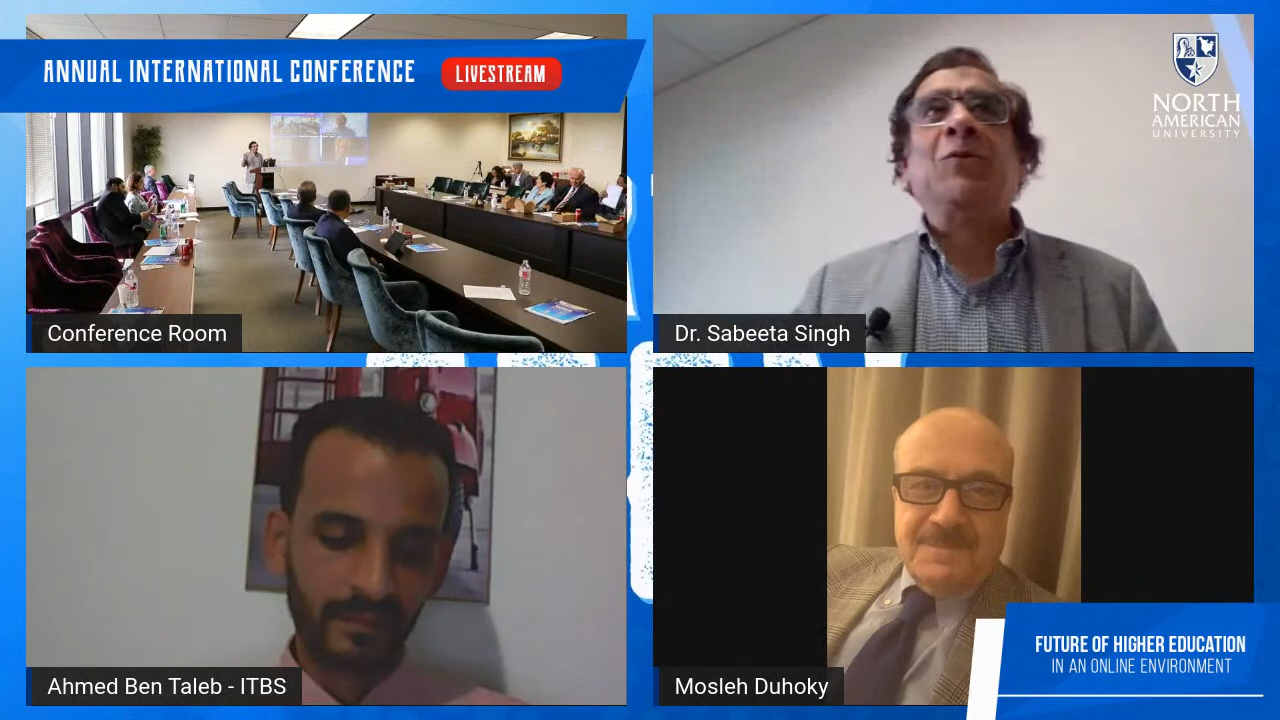 ANNUAL INTERNATIONAL CONFERENCE
LIVESTREAM
NORTH
AMERICAN
UNIVERSITY
Conference Room
Dr. Sabeeta Singh
Ahmed Ben Taleb - ITBS
Mosleh Duhoky
FUTURE OF HIGHER EDUCATION
IN AN ONLINE ENVIRONMENT